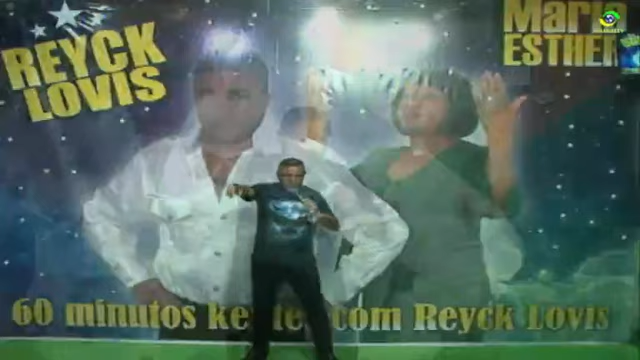 REYCK
LOVIS
Maria
ESTHER
60 minutos com Reyck Lovis